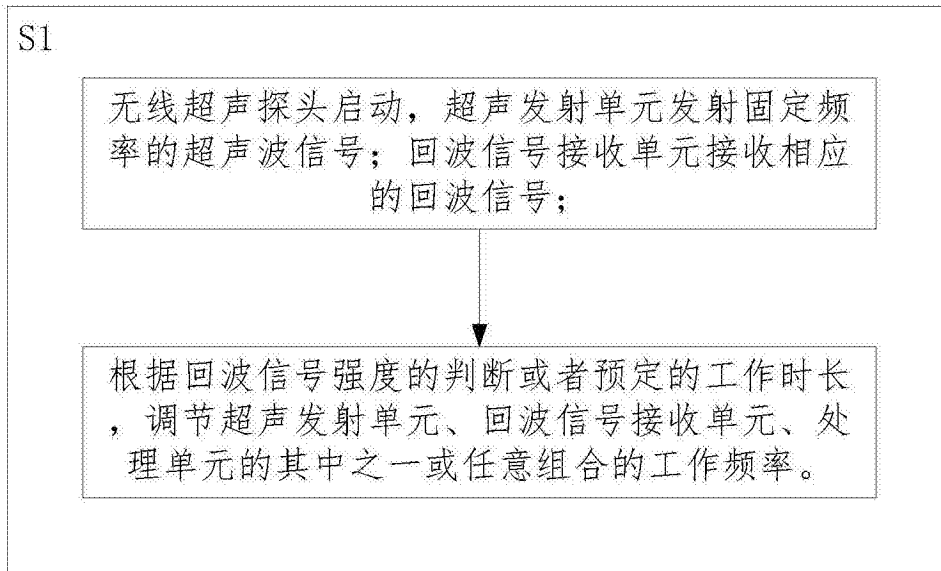 S1
无线超声探头启动，超声发射单元发射固定频
率的超声波信号；回波信号接收单元接收相应
的回波信号；
根据回波信号强度的判断或者预定的工作时长
，调节超声发射单元、回波信号接收单元、处
理单元的其中之一或任意组合的工作频率。